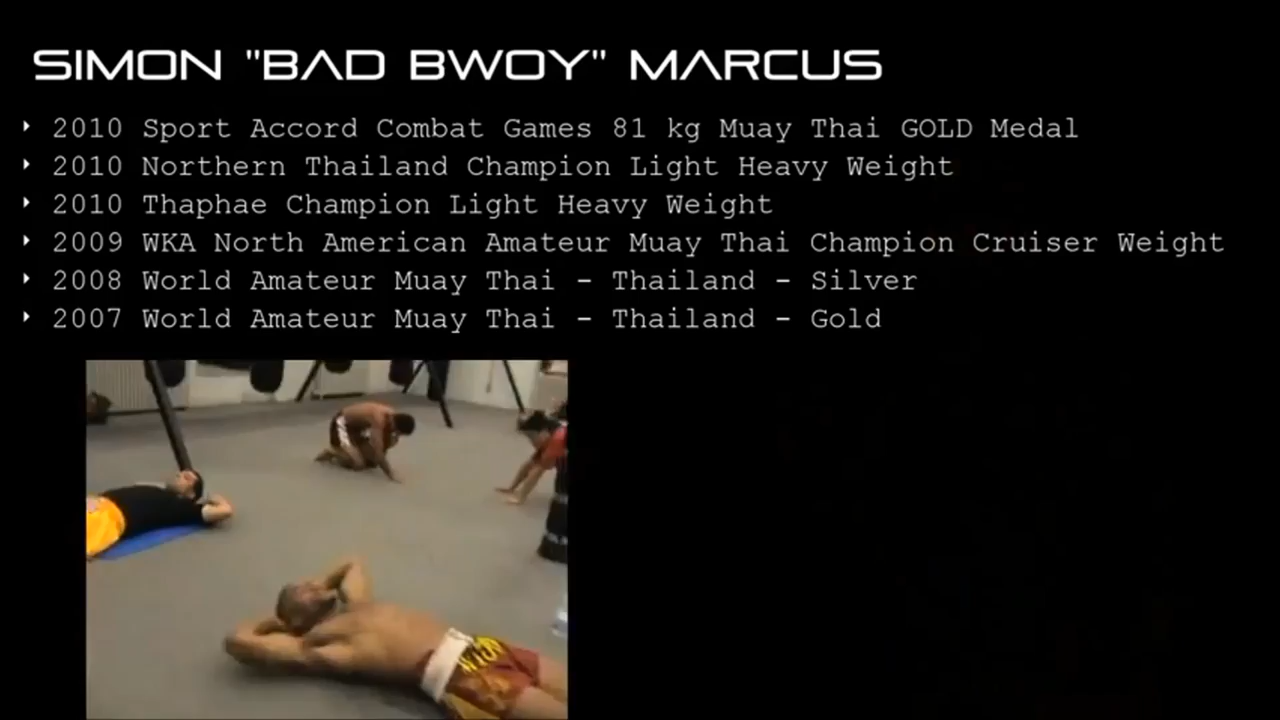 SIMON "BAD BWOY" MARCUS
2010 Sport Accord Combat Games 81 kg Muay Thai GOLD Medal
2010 Northern Thailand Champion Light Heavy Weight
2010 Thaphae Champion Light Heavy Weight
2009 WKA North American Amateur Muay Thai Champion Cruiser Weight
2008 World Amateur Muay Thai - Thailand - Silver
2007 World Amateur Muay Thai - Thailand - Gold